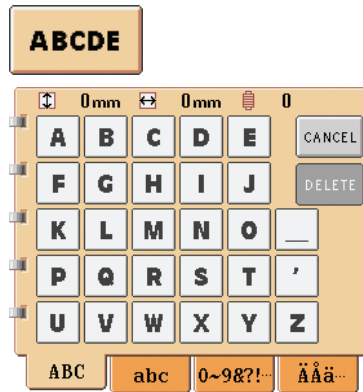 ABCDE
0mm 0mm 0
A B C D E CANCEL
F G H I J DELETE
K L M N O _
P Q R S T ’
U V W X Y Z
ABC abc 0~9&?!··· ÄÅä···